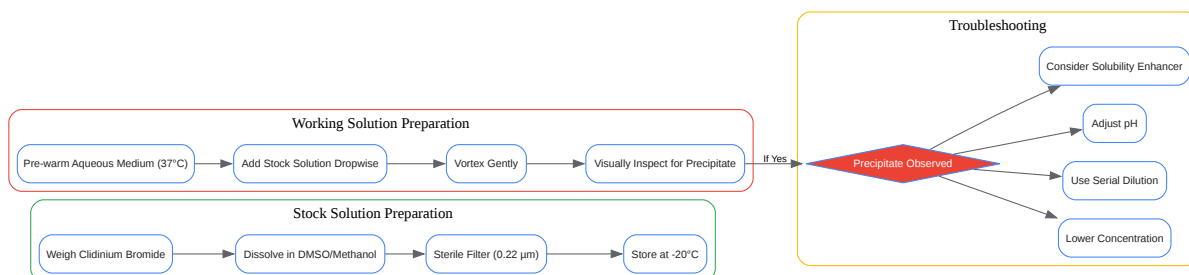 Working Solution Preparation
Pre-warm Aqueous Medium (37°C)
Add Stock Solution Dropwise
Vortex Gently
Visually Inspect for Precipitate
If Yes
Stock Solution Preparation
Weigh Clidinium Bromide
Dissolve in DMSO/Methanol
Sterile Filter (0.22 µm)
Store at -20°C
Troubleshooting
Precipitate Observed
Consider Solubility Enhancer
Adjust pH
Use Serial Dilution
Lower Concentration